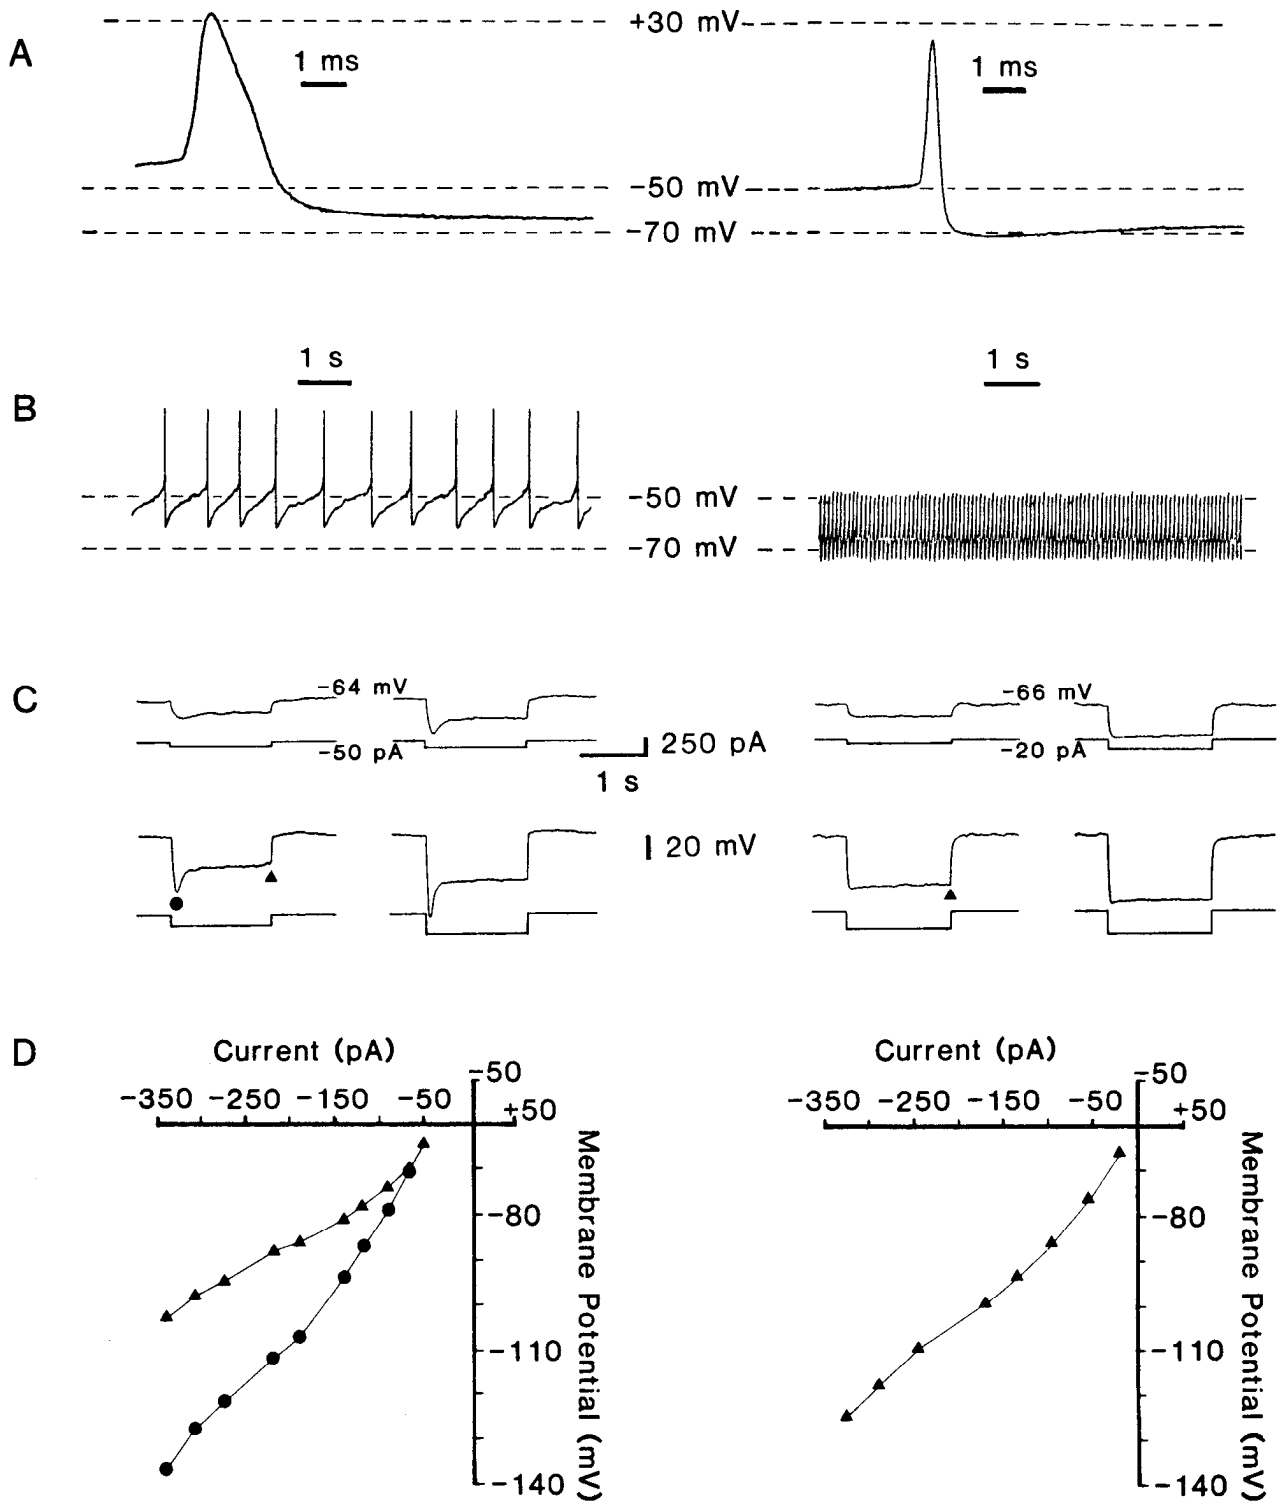 A
+30 mV
1 ms
1 ms
-50 mV
-70 mV
B
1 s
1 s
-50 mV
-70 mV
C
-64 mV
-50 pA
250 pA
1 s
20 mV
-66 mV
-20 pA
D
Current (pA)
-350 -250 -150 -50
-50
+50
-80
-110
-140
Membrane Potential (mV)
Current (pA)
-350 -250 -150 -50
-50
+50
-80
-110
-140
Membrane Potential (mV)